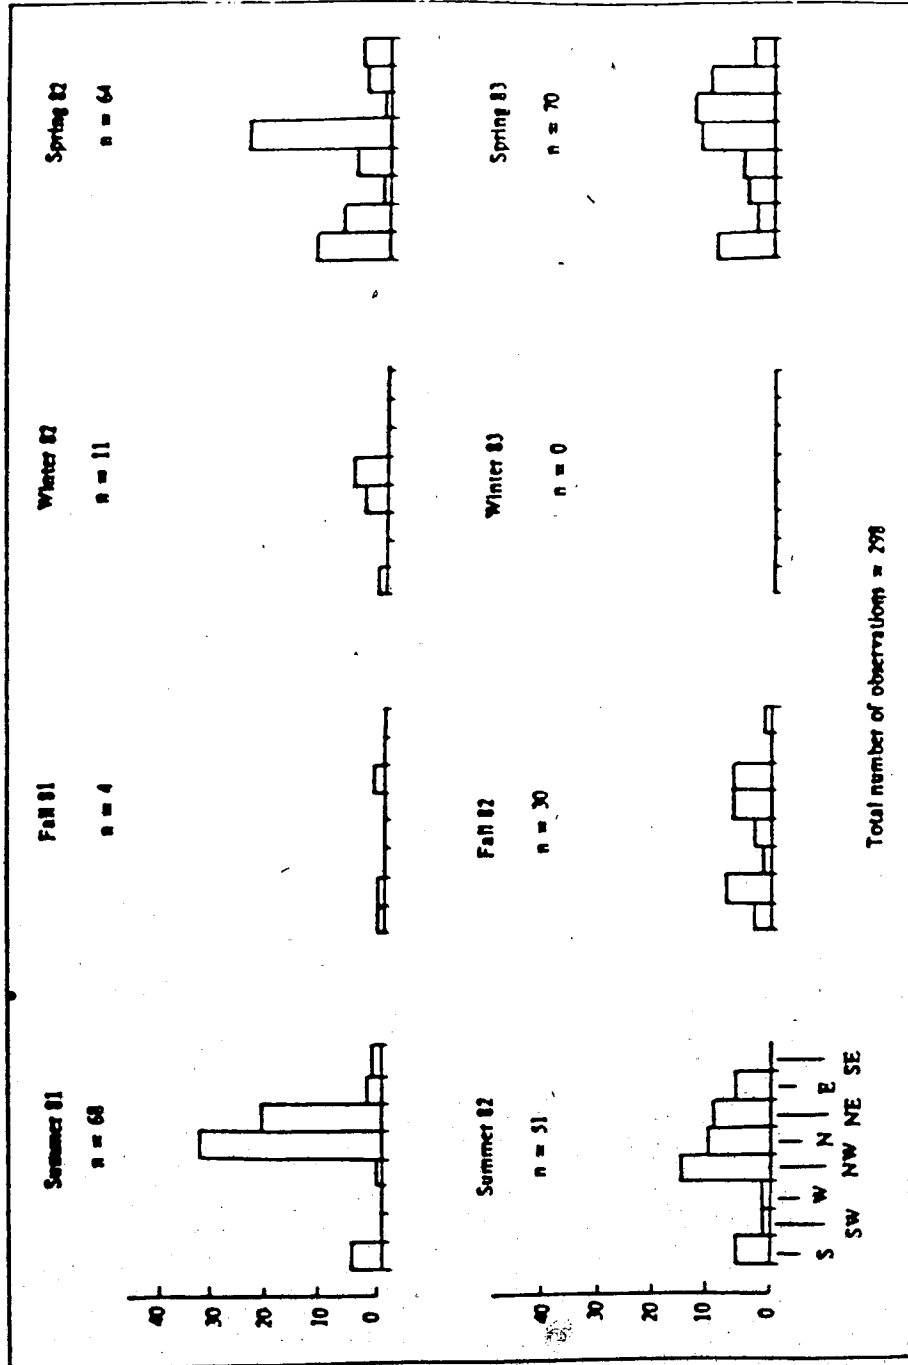 Summer 81
n = 68
Fall 81
n = 4
Winter 82
n = 11
Spring 82
n = 64
40
30
20
10
0
Summer 82
n = 51
Fall 82
n = 30
Winter 83
n = 0
Spring 83
n = 70
40
30
20
10
0
S SW W NW N NE E SE
Total number of observations = 298